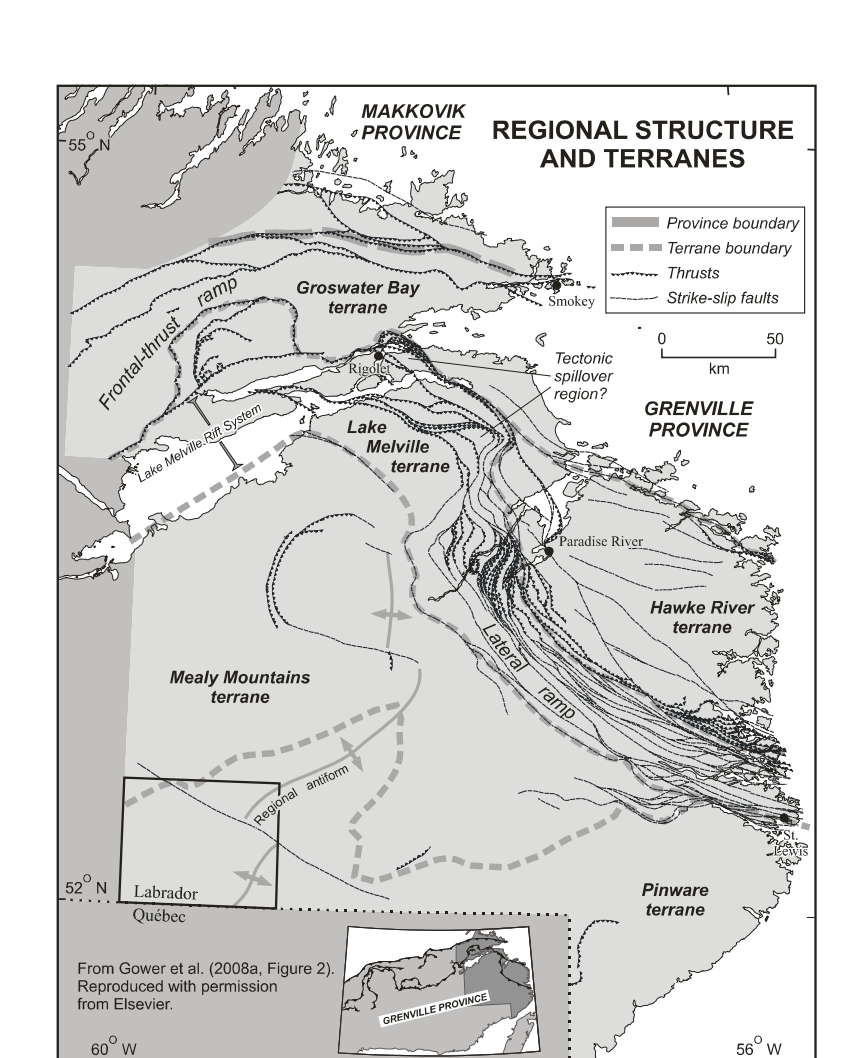 MAKKOVIK
PROVINCE
REGIONAL STRUCTURE
AND TERRANES
55° N
Province boundary
Terrane boundary
Thrusts
Strike-slip faults
Groswater Bay
terrane
Smokey
Frontal-thrust ramp
0 50
km
Rigolet
Tectonic
spillover
region?
GRENVILLE
PROVINCE
Lake Melville Rift System
Lake
Melville
terrane
Paradise River
Hawke River
terrane
Lateral ramp
Mealy Mountains
terrane
Regional antiform
St.
Lewis
52° N
Labrador
Québec
Pinware
terrane
From Gower et al. (2008a, Figure 2).
Reproduced with permission
from Elsevier.
GRENVILLE PROVINCE
60° W
56° W